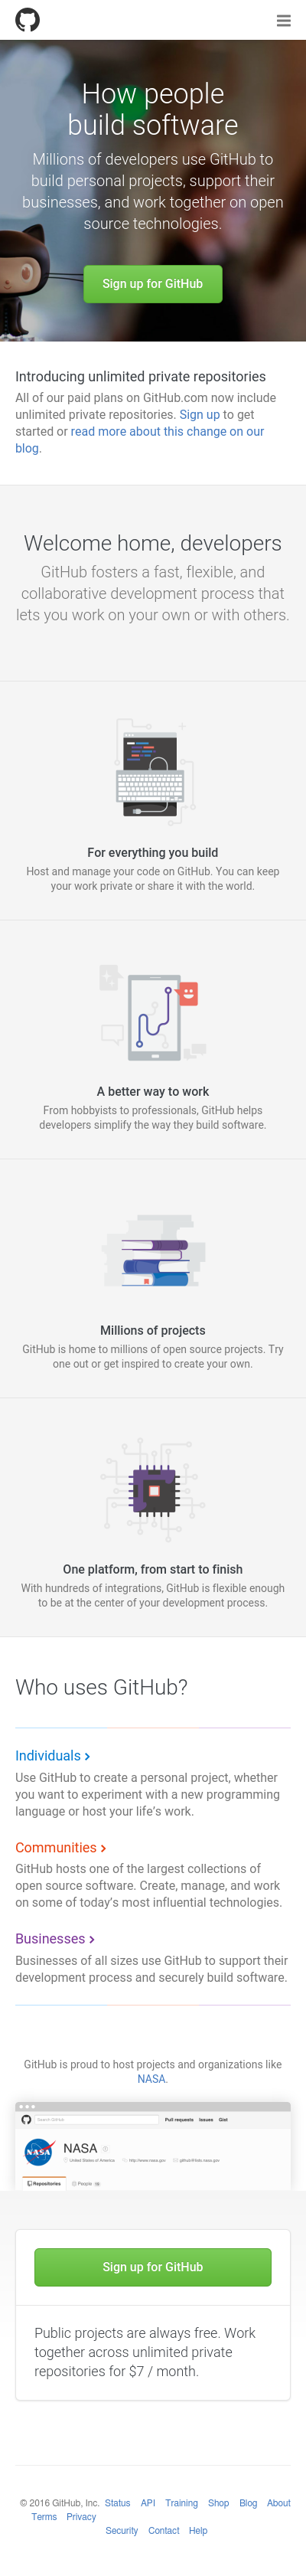 How people
build software
Millions of developers use GitHub to
build personal projects, support their
businesses, and work together on open
source technologies.
Sign up for GitHub
Introducing unlimited private repositories
All of our paid plans on GitHub.com now include
unlimited private repositories. Sign up to get
started or read more about this change on our
blog.
Welcome home, developers
GitHub fosters a fast, flexible, and
collaborative development process that
lets you work on your own or with others.
For everything you build
Host and manage your code on GitHub. You can keep
your work private or share it with the world.
A better way to work
From hobbyists to professionals, GitHub helps
developers simplify the way they build software.
Millions of projects
GitHub is home to millions of open source projects. Try
one out or get inspired to create your own.
One platform, from start to finish
With hundreds of integrations, GitHub is flexible enough
to be at the center of your development process.
Who uses GitHub?
Individuals
Use GitHub to create a personal project, whether
you want to experiment with a new programming
language or host your life’s work.
Communities
GitHub hosts one of the largest collections of
open source software. Create, manage, and work
on some of today’s most influential technologies.
Businesses
Businesses of all sizes use GitHub to support their
development process and securely build software.
GitHub is proud to host projects and organizations like
NASA.
Search GitHub Pull requests Issues Gist
NASA
NASA
United States of America http://www.nasa.gov
Repositories People
Sign up for GitHub
Public projects are always free. Work
together across unlimited private
repositories for $7 / month.
© 2016 GitHub, Inc. Status API Training Shop Blog About
Terms Privacy
Security Contact Help